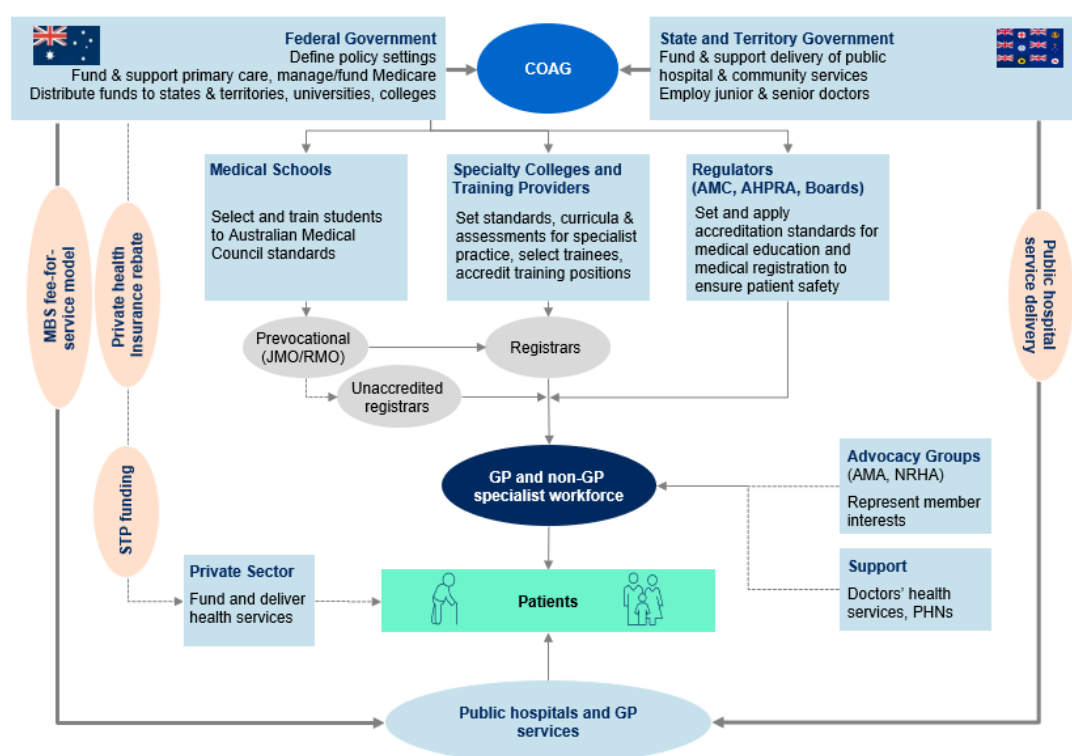 Federal Government
Define policy settings
Fund & support primary care, manage/fund Medicare
Distribute funds to states & territories, universities, colleges
COAG
State and Territory Government
Fund & support delivery of public
hospital & community services
Employ junior & senior doctors
Medical Schools
Select and train students
to Australian Medical
Council standards
Specialty Colleges and
Training Providers
Set standards, curricula &
assessments for specialist
practice, select trainees,
accredit training positions
Regulators
(AMC, AHPRA, Boards)
Set and apply
accreditation standards for
medical education and
medical registration to
ensure patient safety
MBS fee-for-
service model
Private health
Insurance rebate
Public hospital
service delivery
Prevocational
(JMO/RMO)
Registrars
Unaccredited
registrars
GP and non-GP
specialist workforce
Advocacy Groups
(AMA, NRHA)
Represent member
interests
STP funding
Private Sector
Fund and deliver
health services
Patients
Support
Doctors' health
services, PHNs
Public hospitals and GP
services